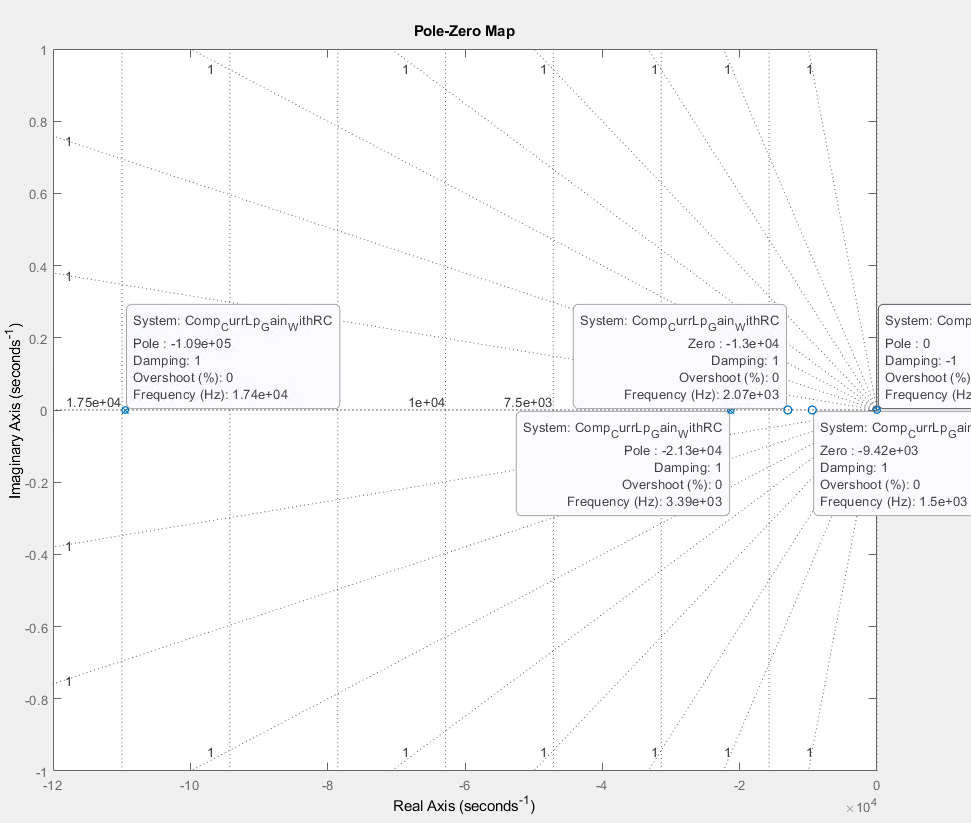 Pole-Zero Map
1
1
1
1
1
1
1
0.8
0.6
0.4
0.2
0
-0.2
-0.4
-0.6
-0.8
-1
Imaginary Axis (seconds⁻¹)
1
1
1
1
System: Comp_CurrLp_Gain_WithRC
Pole : -1.09e+05
Damping: 1
Overshoot (%): 0
Frequency (Hz): 1.74e+04
System: Comp_CurrLp_Gain_WithRC
Zero : -1.3e+04
Damping: 1
Overshoot (%): 0
Frequency (Hz): 2.07e+03
System: Comp
Pole : 0
Damping: -1
Overshoot (%)
Frequency (Hz
1.75e+04
1e+04
7.5e+03
System: Comp_CurrLp_Gain_WithRC
Pole : -2.13e+04
Damping: 1
Overshoot (%): 0
Frequency (Hz): 3.39e+03
System: Comp_CurrLp_Gain
Zero : -9.42e+03
Damping: 1
Overshoot (%): 0
Frequency (Hz): 1.5e+03
1
1
1
1
1
1
-12
-10
-8
-6
-4
-2
0
×10⁴
Real Axis (seconds⁻¹)